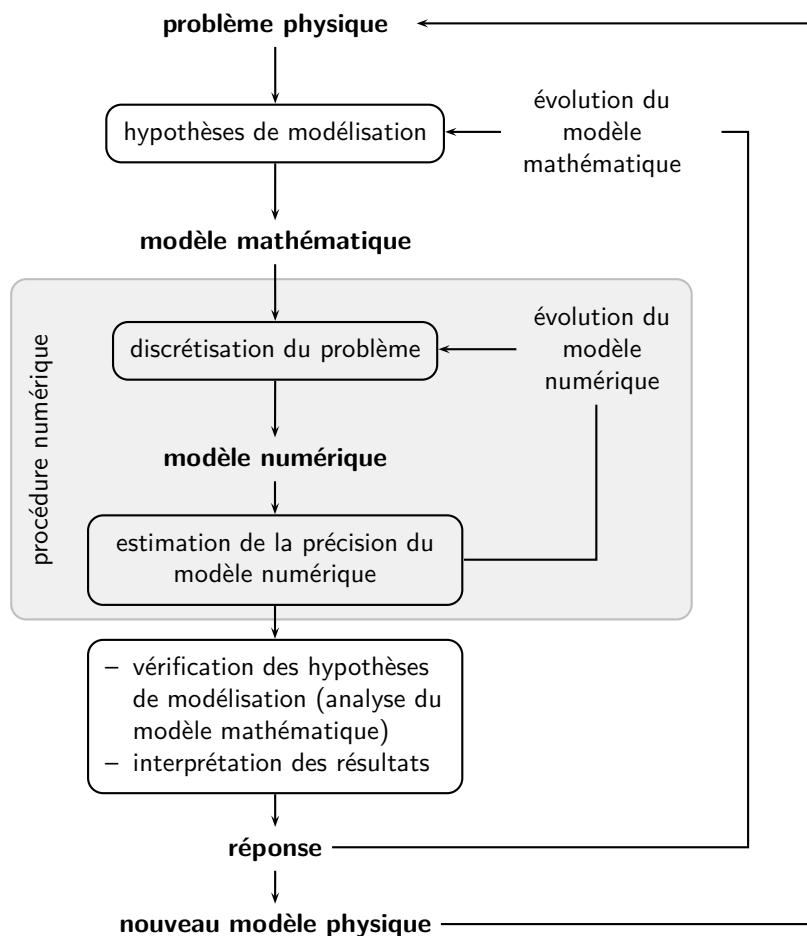 problème physique
évolution du
modèle
mathématique
hypothèses de modélisation
modèle mathématique
procédure numérique
évolution du
modèle
numérique
discrétisation du problème
modèle numérique
estimation de la précision du
modèle numérique
– vérification des hypothèses
de modélisation (analyse du
modèle mathématique)
– interprétation des résultats
réponse
nouveau modèle physique